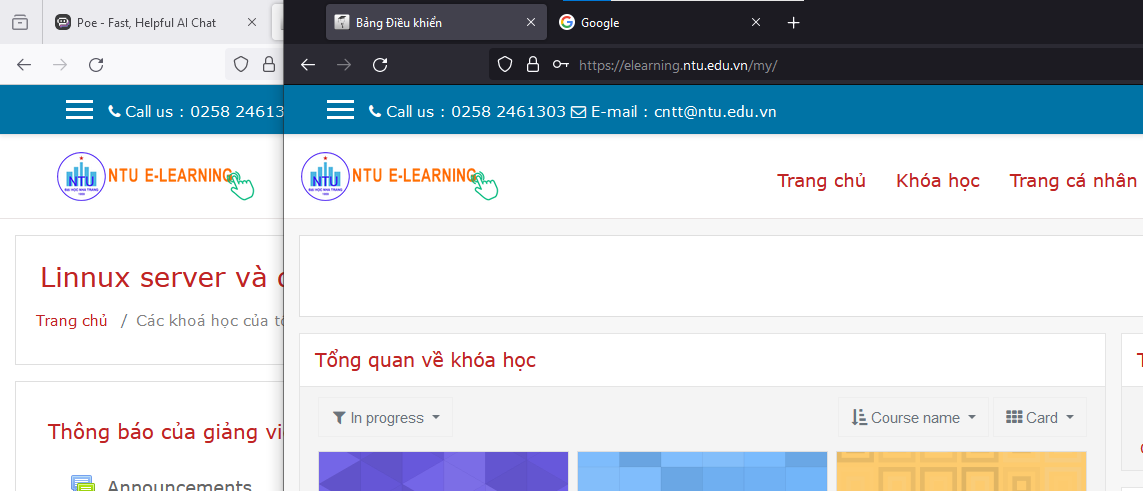 Poe - Fast, Helpful AI Chat
Bảng Điều khiển
Google
https://elearning.ntu.edu.vn/my/
Call us : 0258 24613
Call us : 0258 2461303 E-mail : cntt@ntu.edu.vn
NTU
NTU E-LEARNING
NTU
NTU E-LEARNING
Trang chủ Khóa học Trang cá nhân
Linnux server và
Trang chủ / Các khoá học của
Tổng quan về khóa học
In progress Course name Card
Thông báo của giảng
Announcements